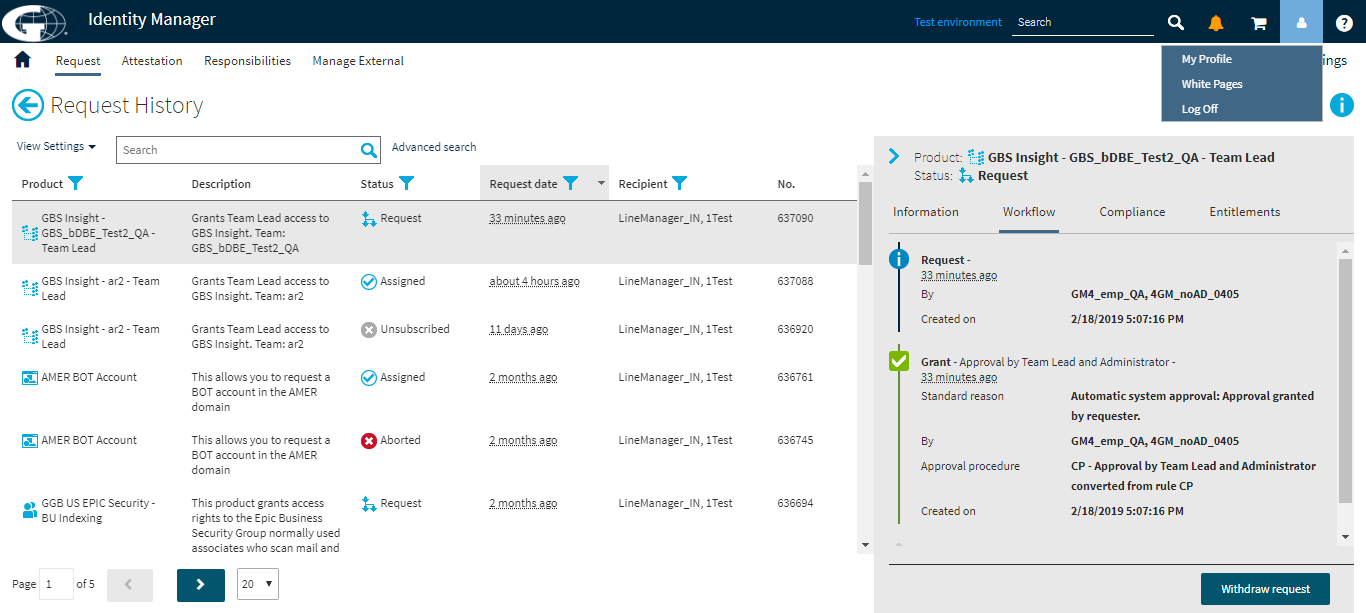 Identity Manager
Test environment
Search
My Profile
White Pages
Log Off
Request
Attestation
Responsibilities
Manage External
ings
Request History
View Settings
Search
Advanced search
Product
Description
Status
Request date
Recipient
No.
GBS Insight -
GBS_bDBE_Test2_QA -
Team Lead
Grants Team Lead access to
GBS Insight. Team:
GBS_bDBE_Test2_QA
Request
33 minutes ago
LineManager_IN, 1Test
637090
GBS Insight - ar2 - Team
Lead
Grants Team Lead access to
GBS Insight. Team: ar2
Assigned
about 4 hours ago
LineManager_IN, 1Test
637088
GBS Insight - ar2 - Team
Lead
Grants Team Lead access to
GBS Insight. Team: ar2
Unsubscribed
11 days ago
LineManager_IN, 1Test
636920
AMER BOT Account
This allows you to request a
BOT account in the AMER
domain
Assigned
2 months ago
LineManager_IN, 1Test
636761
AMER BOT Account
This allows you to request a
BOT account in the AMER
domain
Aborted
2 months ago
LineManager_IN, 1Test
636745
GGB US EPIC Security -
BU Indexing
This product grants access
rights to the Epic Business
Security Group normally used
associates who scan mail and
Request
2 months ago
LineManager_IN, 1Test
636694
Page 1 of 5
20
Product: GBS Insight - GBS_bDBE_Test2_QA - Team Lead
Status: Request
Information
Workflow
Compliance
Entitlements
Request -
33 minutes ago
By
GM4_emp_QA, 4GM_noAD_0405
Created on
2/18/2019 5:07:16 PM
Grant - Approval by Team Lead and Administrator -
33 minutes ago
Standard reason
Automatic system approval: Approval granted
by requester.
By
GM4_emp_QA, 4GM_noAD_0405
Approval procedure
CP - Approval by Team Lead and Administrator
converted from rule CP
Created on
2/18/2019 5:07:16 PM
Withdraw request